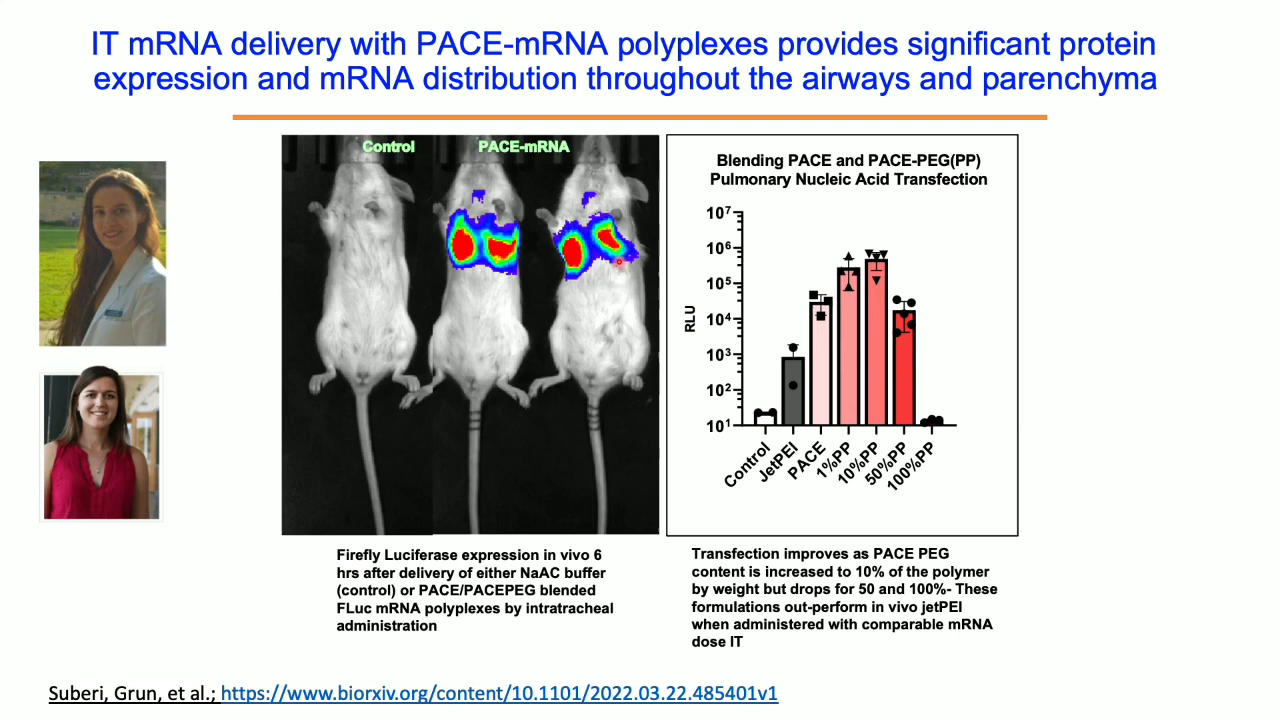 IT mRNA delivery with PACE-mRNA polyplexes provides significant protein
expression and mRNA distribution throughout the airways and parenchyma
Control
PACE-mRNA
Blending PACE and PACE-PEG(PP)
Pulmonary Nucleic Acid Transfection
10⁷
10⁶
10⁵
10⁴
10³
10²
10¹
RLU
Control
JetPEI
PACE
1%PP
10%PP
50%PP
100%PP
Firefly Luciferase expression in vivo 6
hrs after delivery of either NaAC buffer
(control) or PACE/PACEPEG blended
FLuc mRNA polyplexes by intratracheal
administration
Transfection improves as PACE PEG
content is increased to 10% of the polymer
by weight but drops for 50 and 100%- These
formulations out-perform in vivo jetPEI
when administered with comparable mRNA
dose IT
Suberi, Grun, et al.; https://www.biorxiv.org/content/10.1101/2022.03.22.485401v1